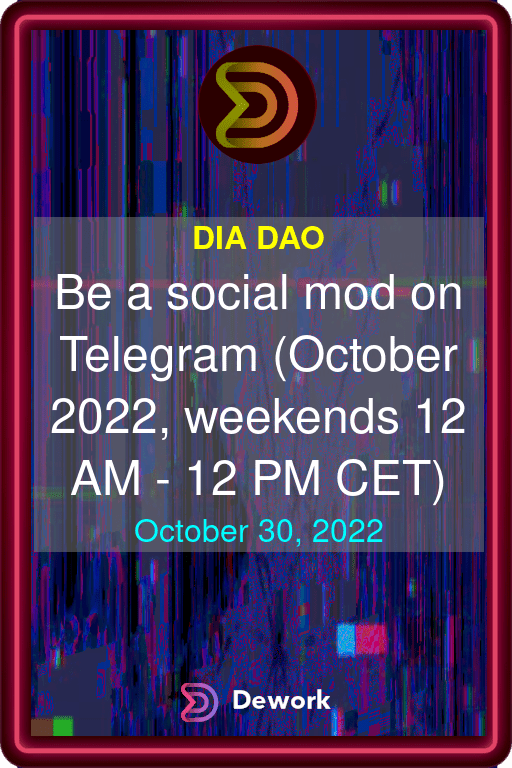 DIA DAO
Be a social mod on
Telegram (October
2022, weekends 12
AM - 12 PM CET)
October 30, 2022
Dework